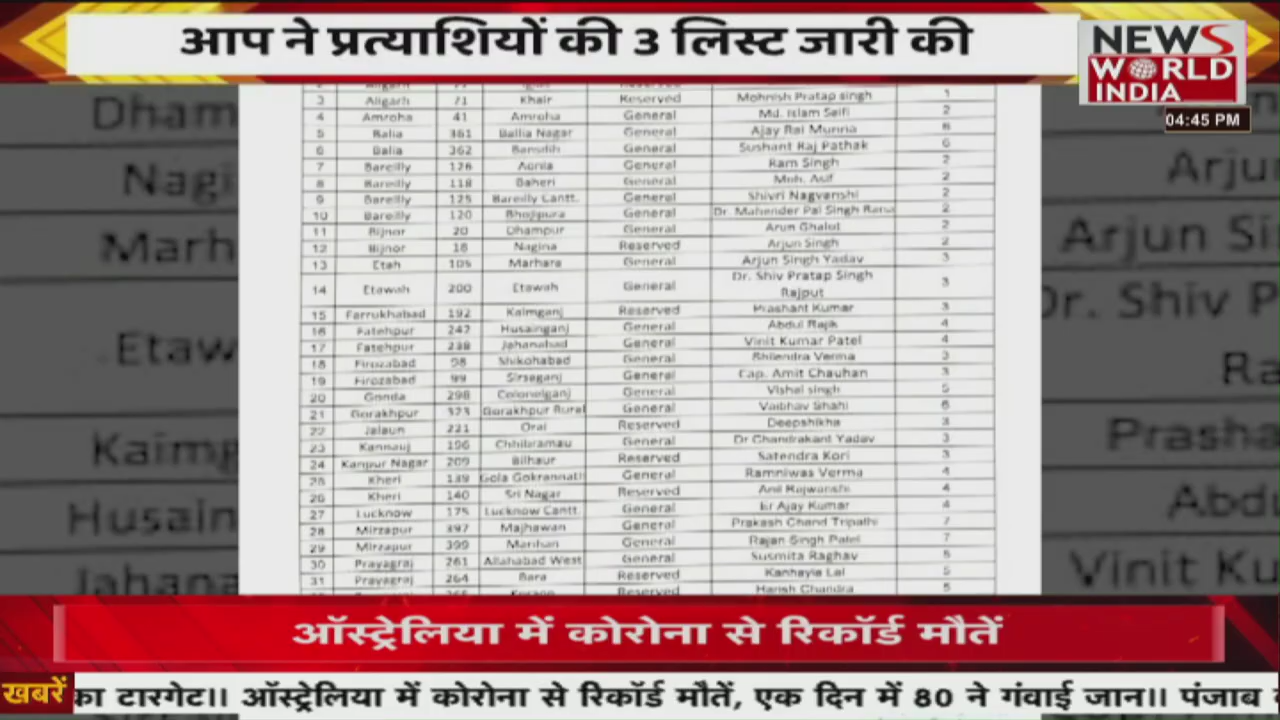 आप ने प्रत्याशियों की 3 लिस्ट जारी की
NEWS
WORLD
INDIA
04:45 PM
3 Aligarh 71 Khair Reserved Mohnish Pratap singh 1
4 Amroha 41 Amroha General Md. Islam Saifi 2
5 Balia 361 Ballia Nagar General Ajay Rai Munna 6
6 Balia 362 Bansdih General Sushant Raj Pathak 6
7 Bareilly 126 Aonla General Ram Singh 2
8 Bareilly 118 Baheri General Moh. Asif 2
9 Bareilly 125 Bareilly Cantt. General Shivri Nagvanshi 2
10 Bareilly 120 Bhojipura General Dr. Mahender Pal Singh Rana 2
11 Bijnor 20 Dhampur General Arun Ghalot 2
12 Bijnor 18 Nagina Reserved Arjun Singh 2
13 Etah 105 Marhara General Arjun Singh Yadav 3
14 Etawah 200 Etawah General Dr. Shiv Pratap Singh
Rajput 3
15 Farrukhabad 192 Kaimganj Reserved Prashant Kumar 3
16 Fatehpur 242 Husainganj General Abdul Rajik 4
17 Fatehpur 238 Jahanabad General Vinit Kumar Patel 4
18 Firozabad 98 Shikohabad General Shilendra Verma 3
19 Firozabad 99 Sirsaganj General Cap. Amit Chauhan 3
20 Gonda 298 Colonelganj General Vishal singh 5
21 Gorakhpur 323 Gorakhpur Rural General Vaibhav Shahi 6
22 Jalaun 221 Orai Reserved Deepshikha 3
23 Kannauj 196 Chhibramau General Dr Chandrakant Yadav 3
24 Kanpur Nagar 209 Bilhaur Reserved Satendra Kori 3
25 Kheri 139 Gola Gokrannath General Ramniwas Verma 4
26 Kheri 140 Sri Nagar Reserved Anil Rajwanshi 4
27 Lucknow 175 Lucknow Cantt. General Er Ajay Kumar 4
28 Mirzapur 397 Majhawan General Prakash Chand Tripathi 7
29 Mirzapur 399 Marihan General Rajan Singh Patel 7
30 Prayagraj 261 Allahabad West General Susmita Raghav 5
31 Prayagraj 264 Bara Reserved Kanhayia Lal 5
Harish Chandra 5
ऑस्ट्रेलिया में कोरोना से रिकॉर्ड मौतें
खबरें का टारगेट।। ऑस्ट्रेलिया में कोरोना से रिकॉर्ड मौतें, एक दिन में 80 ने गंवाई जान।। पंजाब